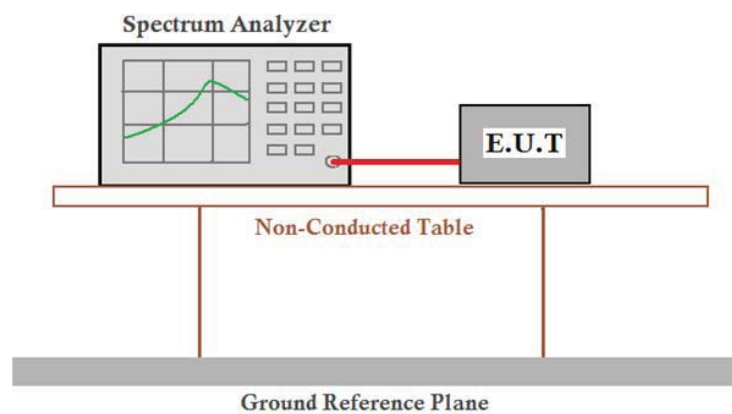 Spectrum Analyzer
E.U.T
Non-Conducted Table
Ground Reference Plane